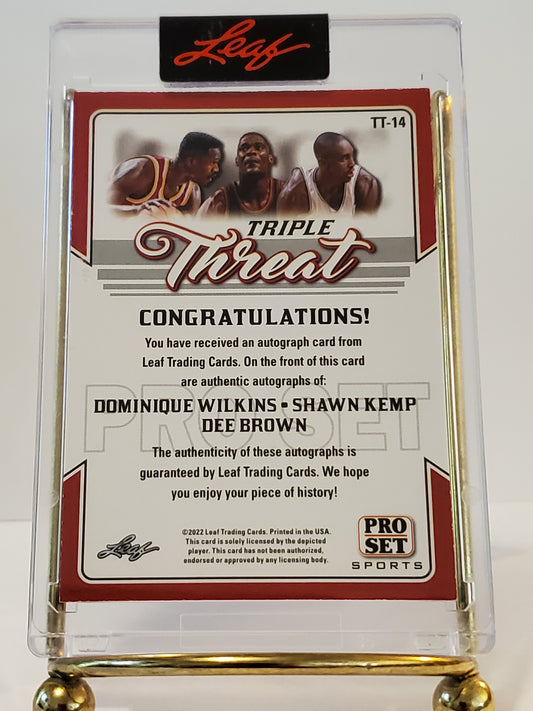 Leaf
TT-14
TRIPLE
Threat
CONGRATULATIONS!
You have received an autograph card from
Leaf Trading Cards. On the front of this card
are authentic autographs of:
PRO SET
DOMINIQUE WILKINS - SHAWN KEMP
DEE BROWN
The authenticity of these autographs is
guaranteed by Leaf Trading Cards. We hope
you enjoy your piece of history!
©2022 Leaf Trading Cards. Printed in the USA.
This card is solely licensed by the depicted
player. This card has not been authorized,
endorsed or approved by any licensing body.
Leaf
PRO
SET
SPORTS